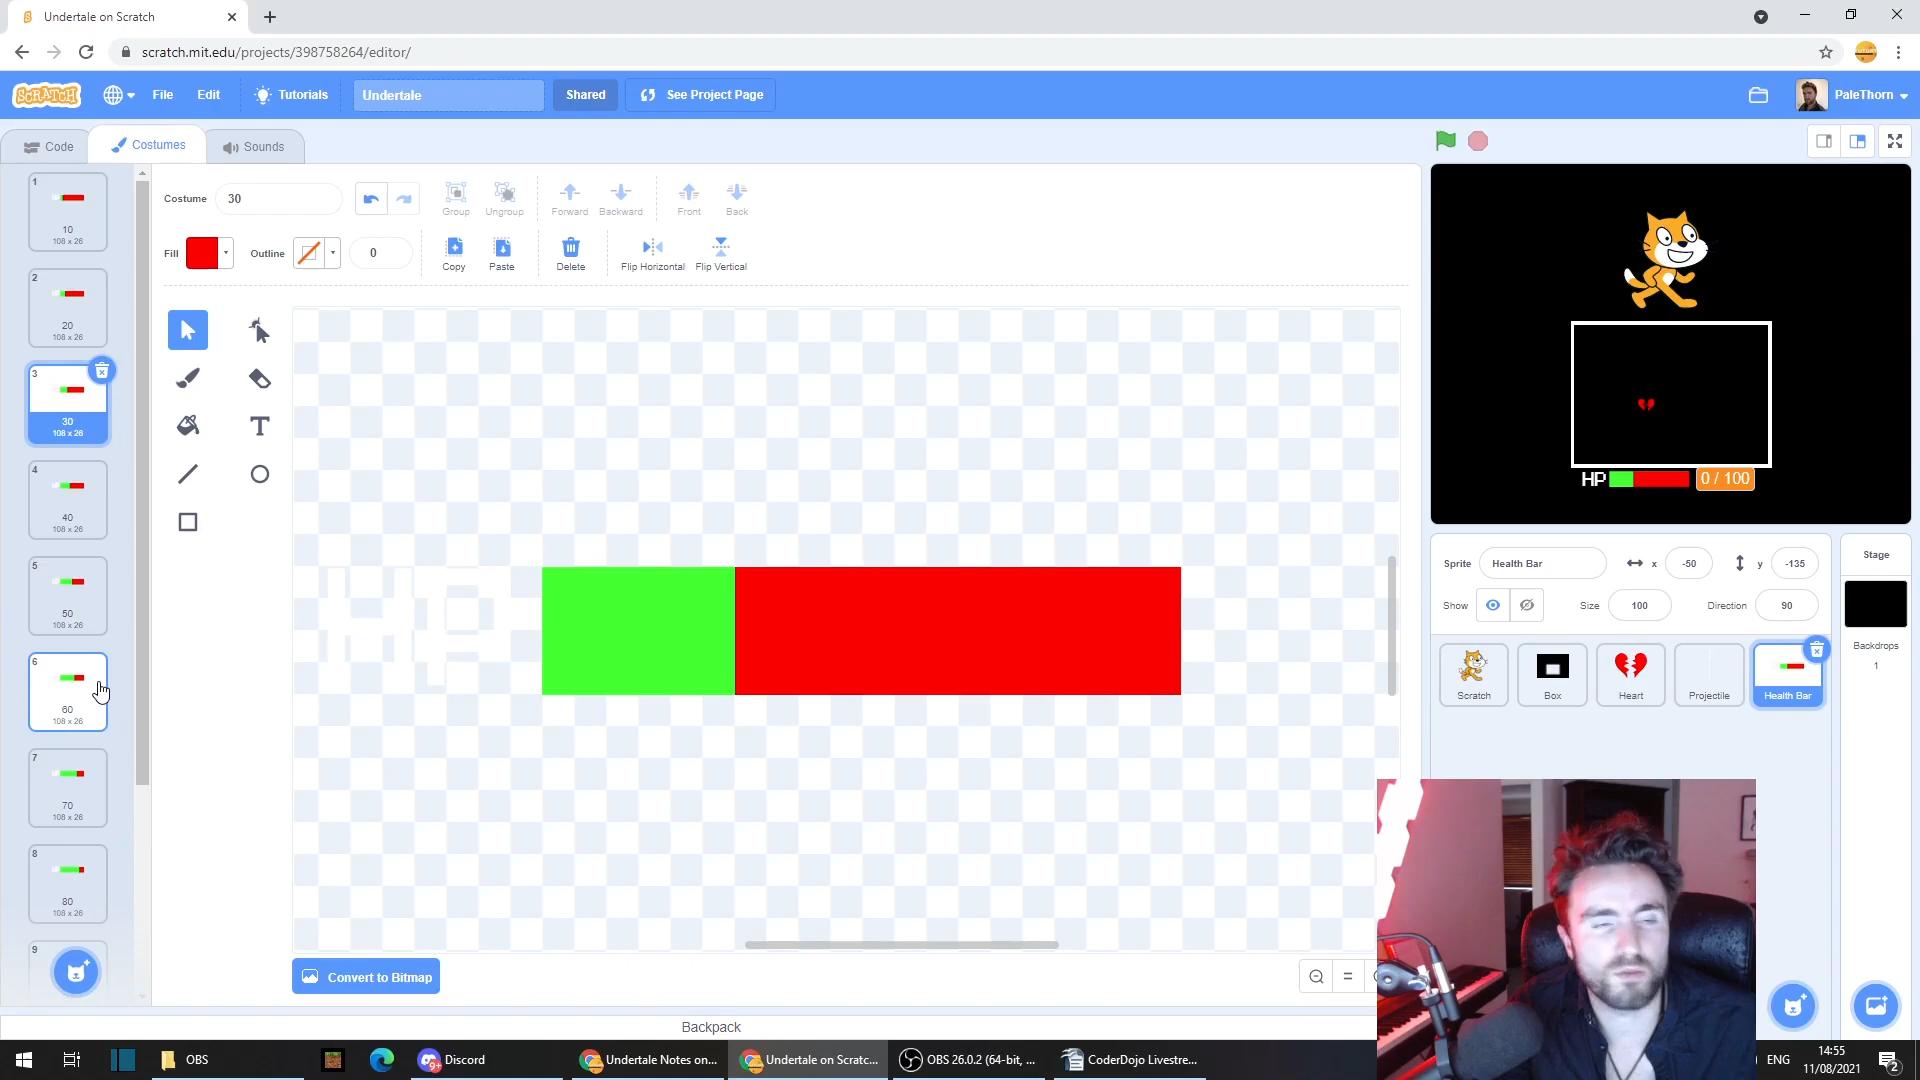 Undertale on Scratch
scratch.mit.edu/projects/398758264/editor/
SCRATCH File Edit Tutorials Undertale Shared See Project Page PaleThorn
Code Costumes Sounds
1
10
108 x 26
2
20
108 x 26
3
30
108 x 26
4
40
108 x 26
5
50
108 x 26
6
60
108 x 26
7
70
108 x 26
8
80
108 x 26
9
Costume 30 Group Ungroup Forward Backward Front Back
Fill Outline 0 Copy Paste Delete Flip Horizontal Flip Vertical
T
HP
Convert to Bitmap
HP 0 / 100
Sprite Health Bar x -50 y -135
Show Size 100 Direction 90
Scratch Box Heart Projectile Health Bar
Stage
Backdrops
1
Backpack
OBS 9+ Discord Undertale Notes on... Undertale on Scratc... OBS 26.0.2 (64-bit, ... CoderDojo Livestre... ENG
14:55
11/08/2021
2